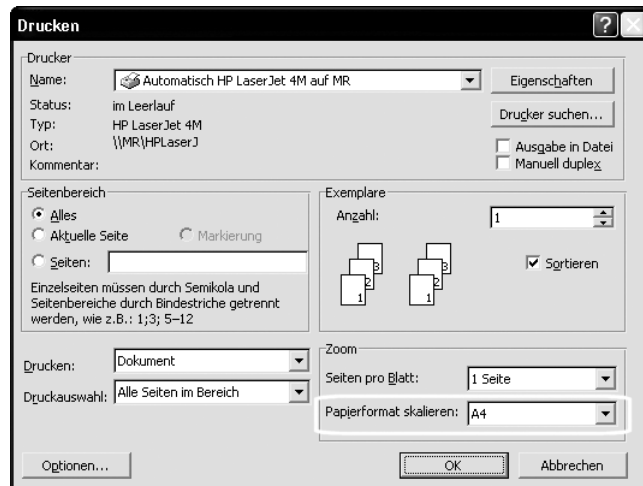 Drucken
Drucker
Name: Automatisch HP LaserJet 4M auf MR Eigenschaften
Status: im Leerlauf
Typ: HP LaserJet 4M Drucker suchen...
Ort: \\MR\HPLaserJ Ausgabe in Datei
Kommentar: Manuell duplex
Seitenbereich
Alles
Aktuelle Seite Markierung
Seiten:
Einzelseiten müssen durch Semikola und
Seitenbereiche durch Bindestriche getrennt
werden, wie z.B.: 1;3; 5–12
Exemplare
Anzahl: 1
1 2 3 1 2 3 Sortieren
Drucken: Dokument
Druckauswahl: Alle Seiten im Bereich
Zoom
Seiten pro Blatt: 1 Seite
Papierformat skalieren: A4
Optionen... OK Abbrechen